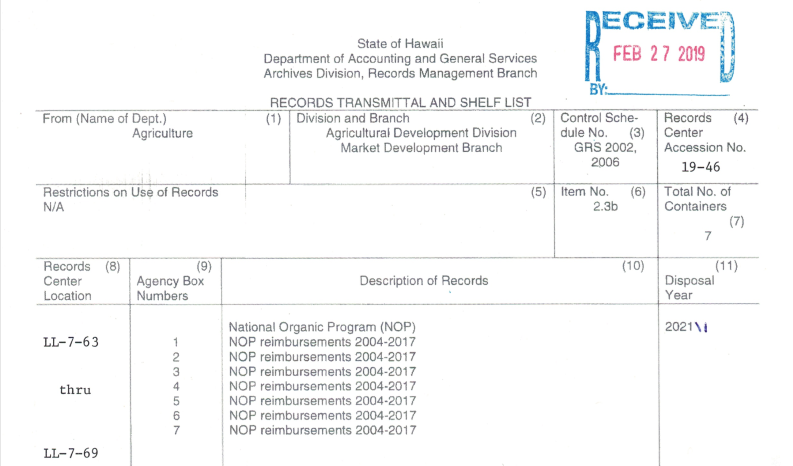 RECEIVED
FEB 27 2019
BY:
State of Hawaii
Department of Accounting and General Services
Archives Division, Records Management Branch
RECORDS TRANSMITTAL AND SHELF LIST
From (Name of Dept.) (1)
Agriculture
Division and Branch (2)
Agricultural Development Division
Market Development Branch
Control Sche-
dule No. (3)
GRS 2002,
2006
Records (4)
Center
Accession No.
19-46
Restrictions on Use of Records (5)
N/A
Item No. (6)
2.3b
Total No. of
Containers
(7)
7
Records (8)
Center
Location
(9)
Agency Box
Numbers
(10)
Description of Records
(11)
Disposal
Year
National Organic Program (NOP) 2021
LL-7-63 1 NOP reimbursements 2004-2017
2 NOP reimbursements 2004-2017
3 NOP reimbursements 2004-2017
thru 4 NOP reimbursements 2004-2017
5 NOP reimbursements 2004-2017
6 NOP reimbursements 2004-2017
7 NOP reimbursements 2004-2017
LL-7-69